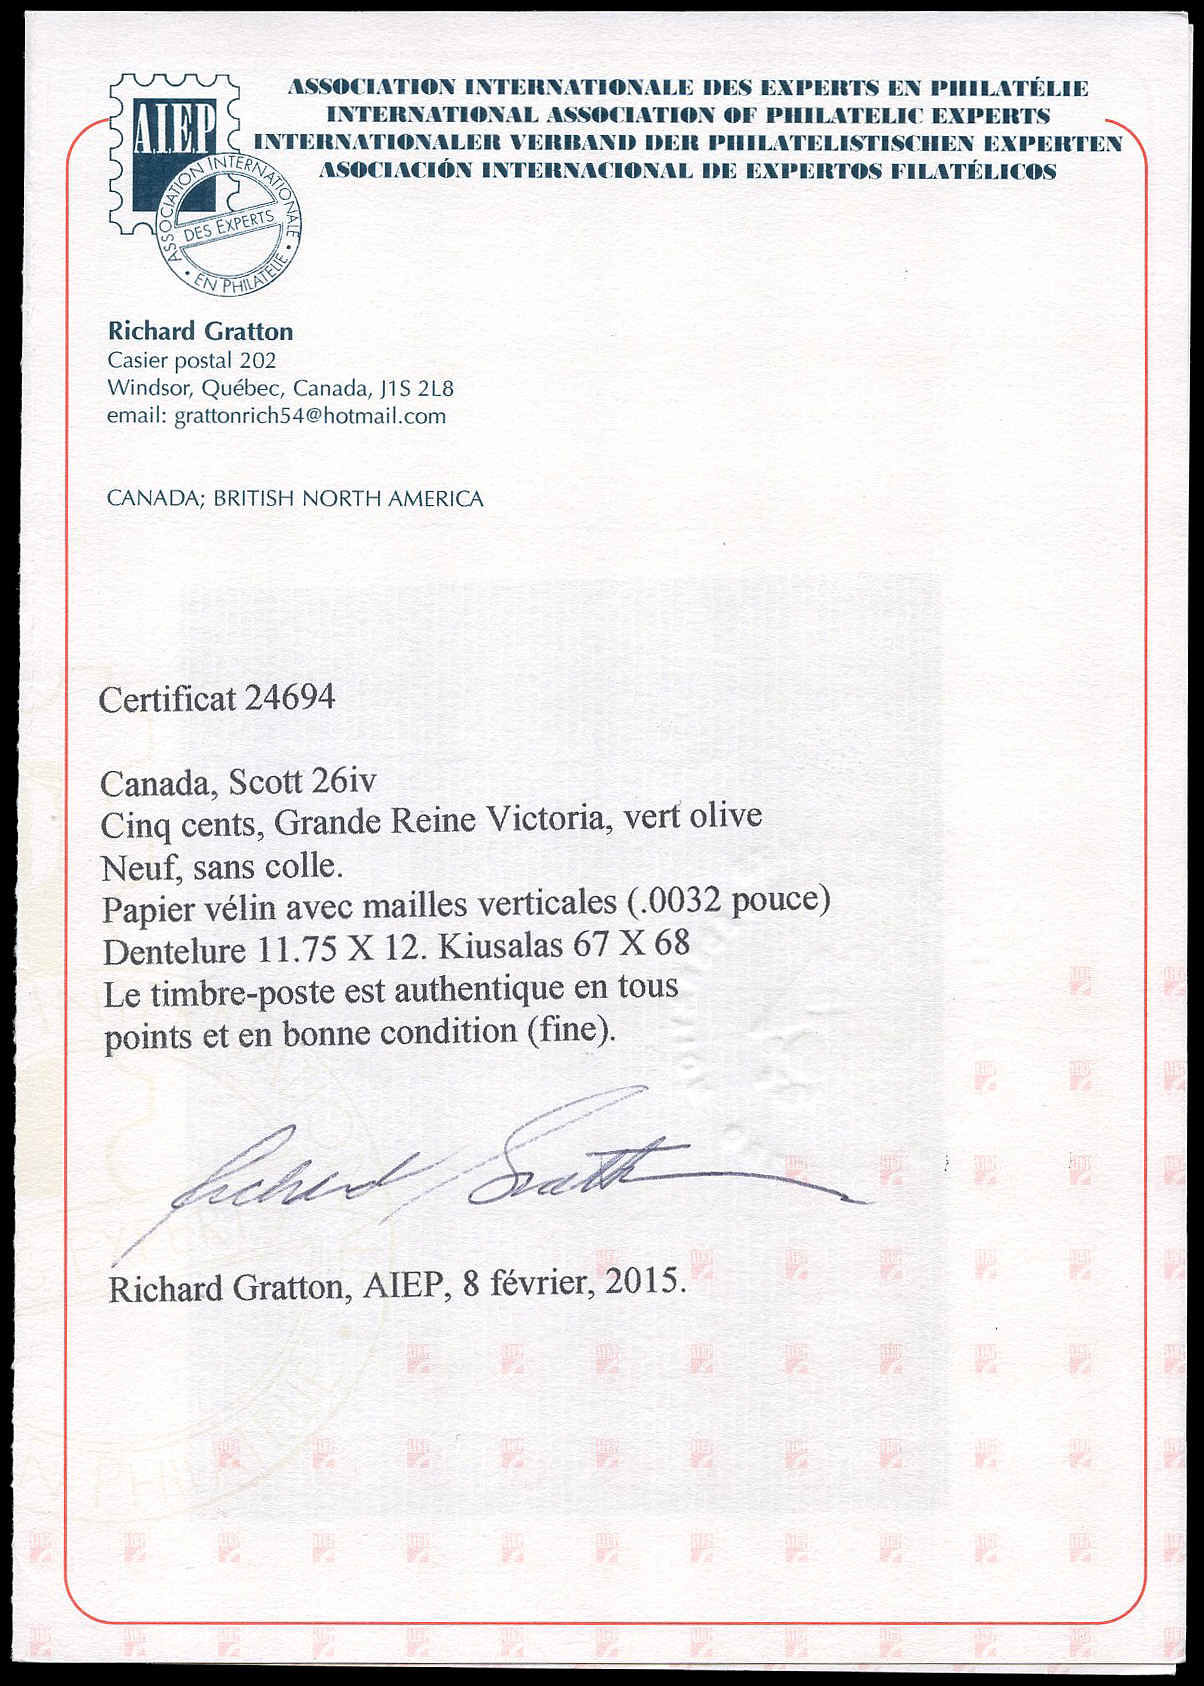 ASSOCIATION INTERNATIONALE DES EXPERTS EN PHILATÉLIE
INTERNATIONAL ASSOCIATION OF PHILATELIC EXPERTS
INTERNATIONALER VERBAND DER PHILATELISTISCHEN EXPERTEN
ASOCIACIÓN INTERNACIONAL DE EXPERTOS FILATÉLICOS
AIEP
ASSOCIATION INTERNATIONALE
DES EXPERTS
EN PHILATÉLIE
Richard Gratton
Casier postal 202
Windsor, Québec, Canada, J1S 2L8
email: grattonrich54@hotmail.com
CANADA; BRITISH NORTH AMERICA
Certificat 24694
Canada, Scott 26iv
Cinq cents, Grande Reine Victoria, vert olive
Neuf, sans colle.
Papier vélin avec mailles verticales (.0032 pouce)
Dentelure 11.75 X 12. Kiusalas 67 X 68
Le timbre-poste est authentique en tous
points et en bonne condition (fine).
Richard Gratton
Richard Gratton, AIEP, 8 février, 2015.